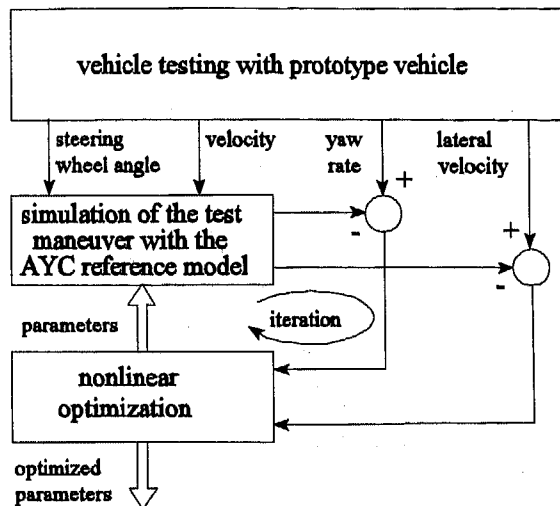 vehicle testing with prototype vehicle
steering
wheel angle
velocity
yaw
rate
lateral
velocity
+
-
+
-
simulation of the test
maneuver with the
AYC reference model
parameters
iteration
nonlinear
optimization
optimized
parameters